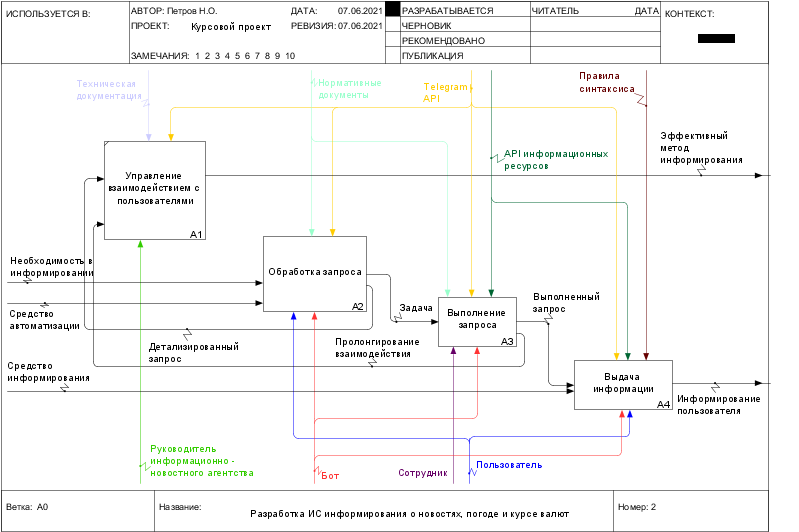 ИСПОЛЬЗУЕТСЯ В:
АВТОР: Петров Н.О.
ДАТА: 07.06.2021
РАЗРАБАТЫВАЕТСЯ
ЧИТАТЕЛЬ
ДАТА
КОНТЕКСТ:
ПРОЕКТ: Курсовой проект
РЕВИЗИЯ: 07.06.2021
ЧЕРНОВИК
РЕКОМЕНДОВАНО
ЗАМЕЧАНИЯ: 1 2 3 4 5 6 7 8 9 10
ПУБЛИКАЦИЯ
Техническая
документация
Нормативные
документы
Telegram
API
Правила
синтаксиса
API информационных
ресурсов
Эффективный
метод
информирования
Управление
взаимодействием с
пользователями
A1
Необходимость в
информировании
Обработка запроса
A2
Средство
автоматизации
Задача
Выполненный
запрос
Выполнение
запроса
A3
Детализированный
запрос
Пролонгирование
взаимодействия
Средство
информирования
Выдача
информации
A4
Информирование
пользователя
Руководитель
информационно -
новостного агентства
Бот
Сотрудник
Пользователь
Ветка: A0
Название:
Разработка ИС информирования о новостях, погоде и курсе валют
Номер: 2